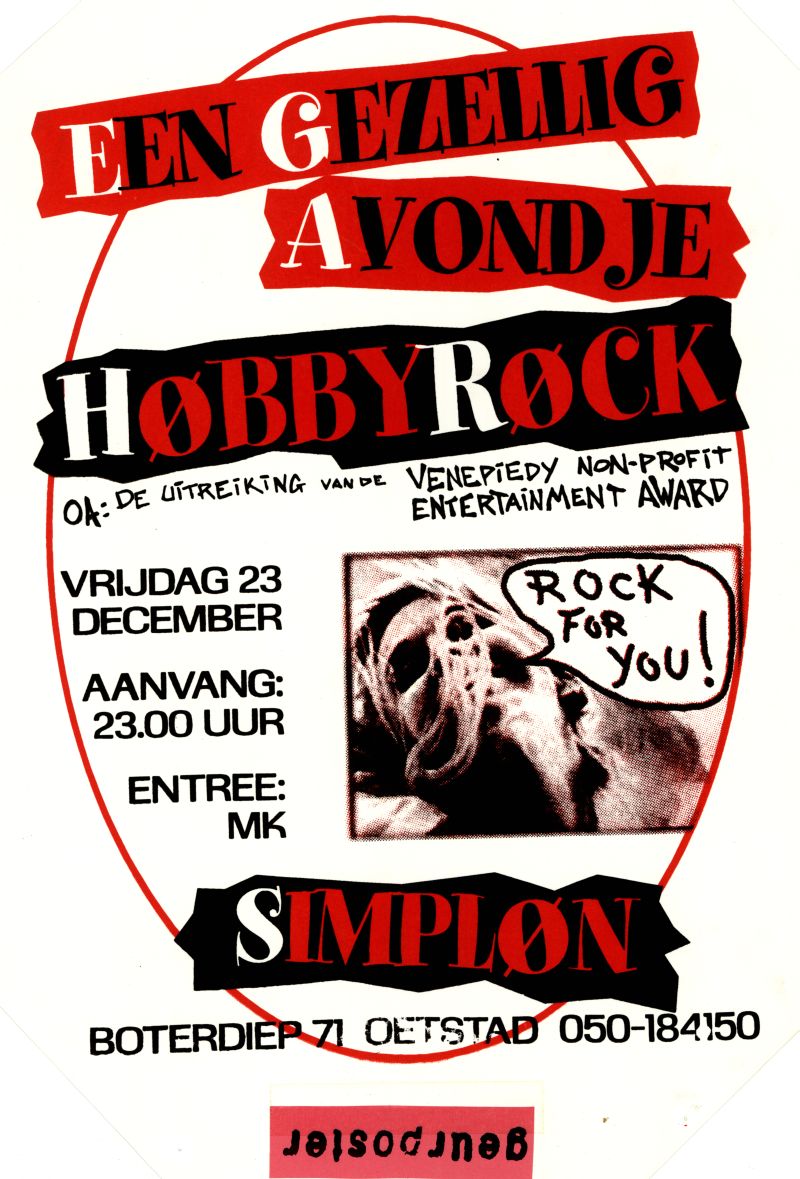 EEN GEZELLIG
AVONDJE
HØBBYRØCK
OA: DE UITREIKING VAN DE VENEPIEDY NON-PROFIT
ENTERTAINMENT AWARD
VRIJDAG 23
DECEMBER
AANVANG:
23.00 UUR
ENTREE:
MK
ROCK
FOR
YOU!
SIMPLØN
BOTERDIEP 71 OETSTAD 050-184150
geurposter